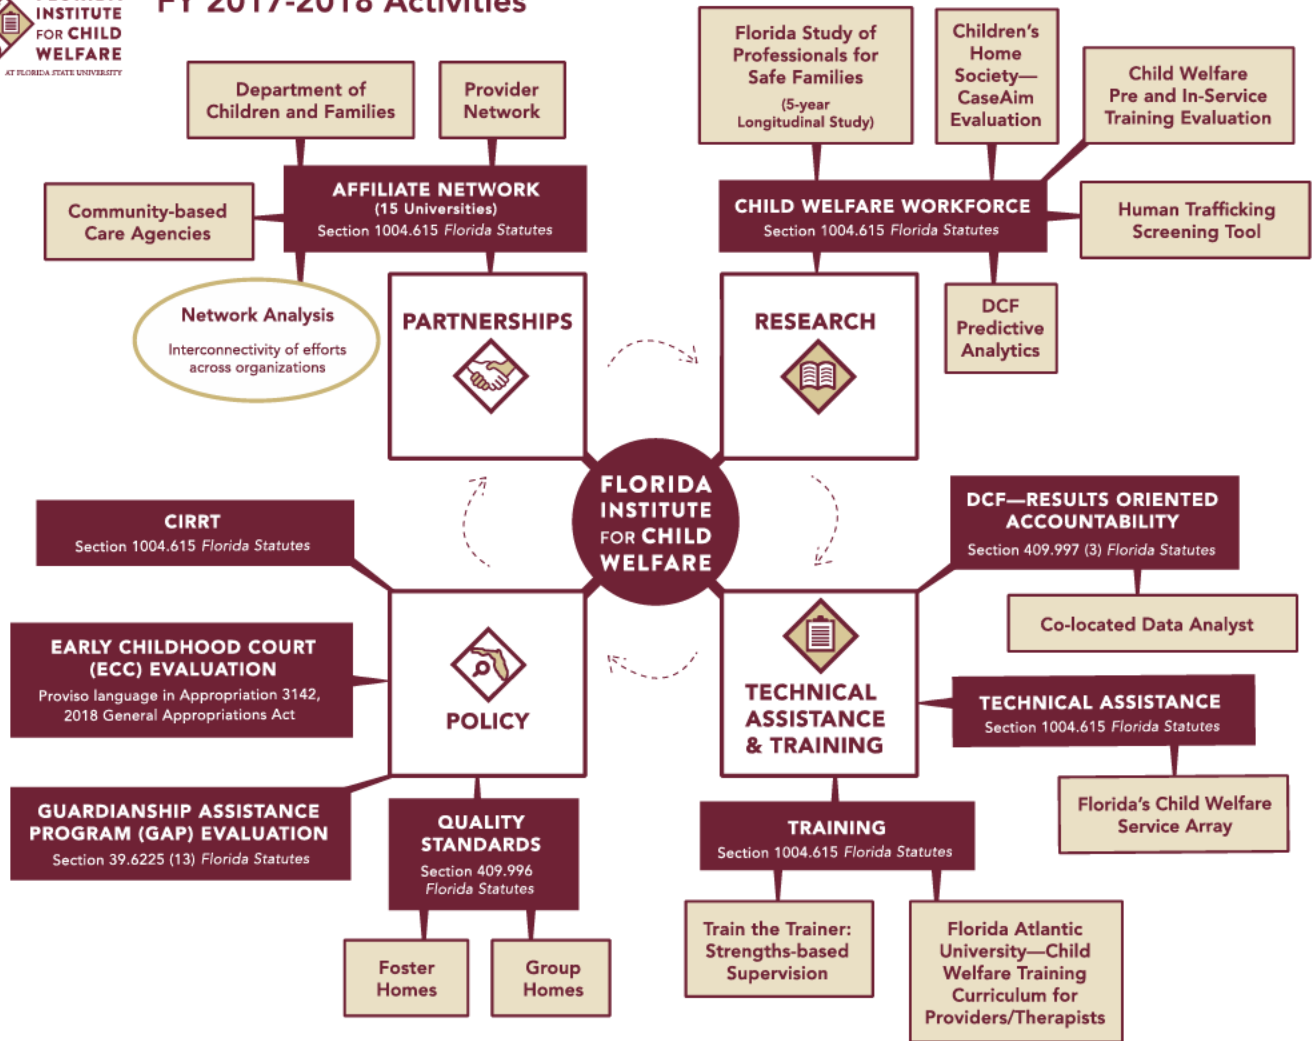 INSTITUTE
FOR CHILD
WELFARE
AT FLORIDA STATE UNIVERSITY
FY 2017-2018 Activities
Department of
Children and Families
Provider
Network
Community-based
Care Agencies
AFFILIATE NETWORK
(15 Universities)
Section 1004.615 Florida Statutes
Network Analysis
Interconnectivity of efforts
across organizations
PARTNERSHIPS
Florida Study of
Professionals for
Safe Families
(5-year
Longitudinal Study)
Children's
Home
Society—
CaseAim
Evaluation
Child Welfare
Pre and In-Service
Training Evaluation
CHILD WELFARE WORKFORCE
Section 1004.615 Florida Statutes
Human Trafficking
Screening Tool
DCF
Predictive
Analytics
RESEARCH
FLORIDA
INSTITUTE
FOR CHILD
WELFARE
CIRRT
Section 1004.615 Florida Statutes
EARLY CHILDHOOD COURT
(ECC) EVALUATION
Proviso language in Appropriation 3142,
2018 General Appropriations Act
GUARDIANSHIP ASSISTANCE
PROGRAM (GAP) EVALUATION
Section 39.6225 (13) Florida Statutes
POLICY
QUALITY
STANDARDS
Section 409.996
Florida Statutes
Foster
Homes
Group
Homes
DCF—RESULTS ORIENTED
ACCOUNTABILITY
Section 409.997 (3) Florida Statutes
Co-located Data Analyst
TECHNICAL
ASSISTANCE
& TRAINING
TECHNICAL ASSISTANCE
Section 1004.615 Florida Statutes
Florida's Child Welfare
Service Array
TRAINING
Section 1004.615 Florida Statutes
Train the Trainer:
Strengths-based
Supervision
Florida Atlantic
University—Child
Welfare Training
Curriculum for
Providers/Therapists